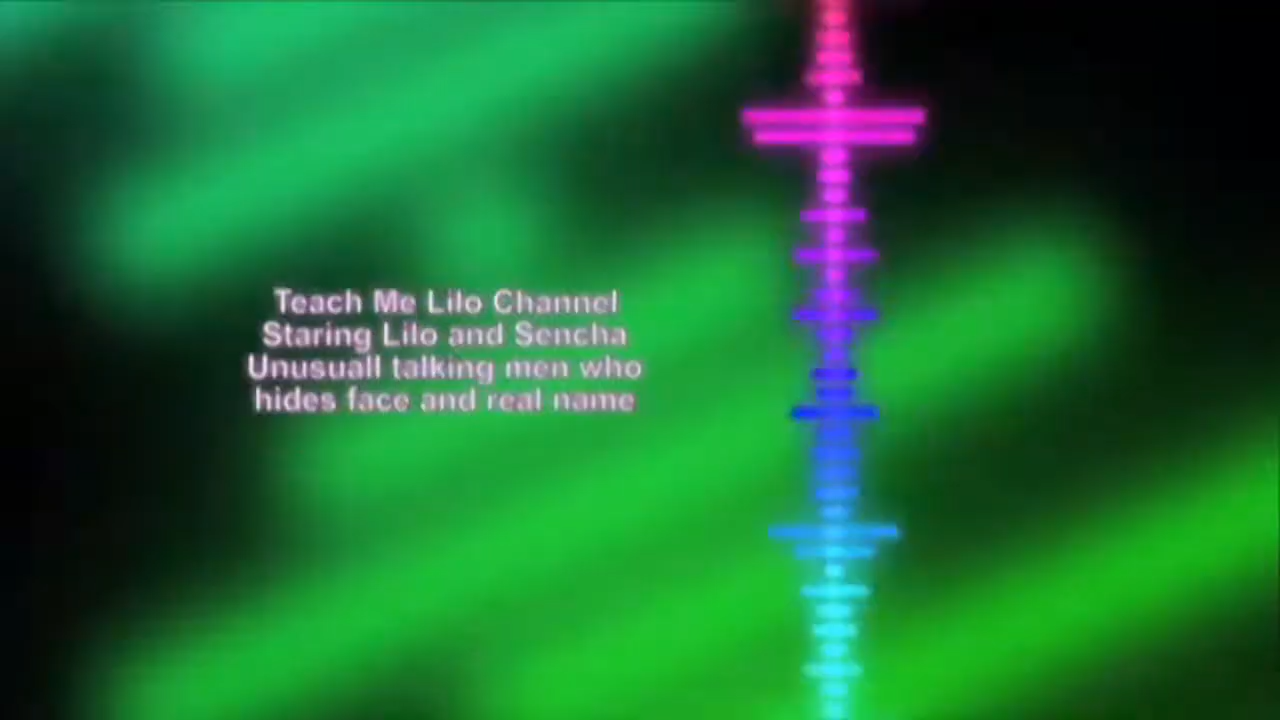 Teach Me Lilo Channel
Staring Lilo and Sencha
Unusuall talking men who
hides face and real name